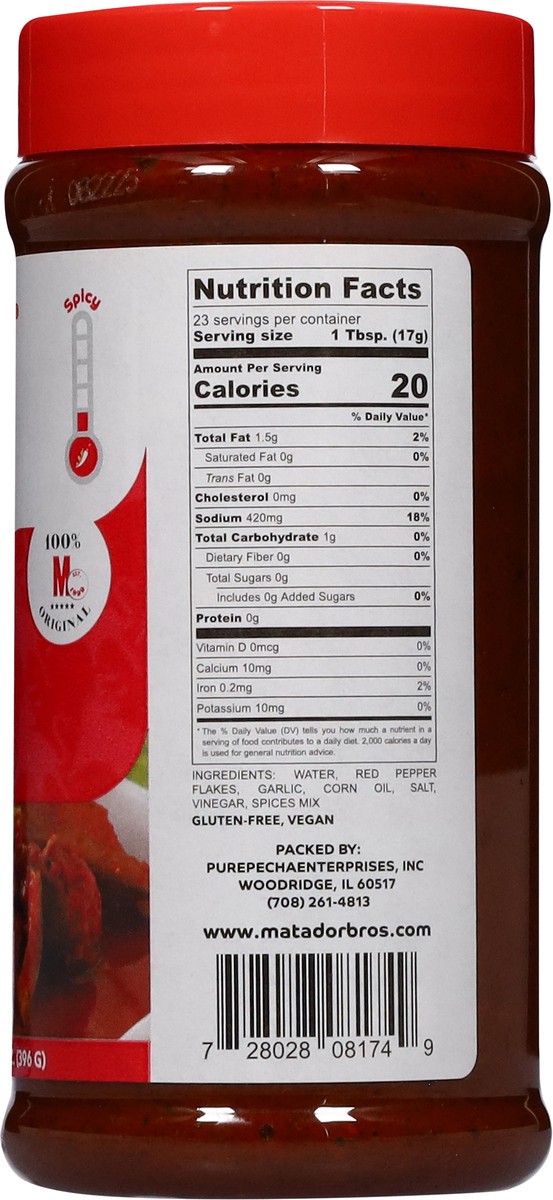 Spicy
100%
M
★★★★★
ORIGINAL
(396 G)
Nutrition Facts
23 servings per container
Serving size 1 Tbsp. (17g)
Amount Per Serving
Calories 20
% Daily Value*
Total Fat 1.5g 2%
Saturated Fat 0g 0%
Trans Fat 0g
Cholesterol 0mg 0%
Sodium 420mg 18%
Total Carbohydrate 1g 0%
Dietary Fiber 0g 0%
Total Sugars 0g
Includes 0g Added Sugars 0%
Protein 0g
Vitamin D 0mcg 0%
Calcium 10mg 0%
Iron 0.2mg 2%
Potassium 10mg 0%
* The % Daily Value (DV) tells you how much a nutrient in a
serving of food contributes to a daily diet. 2,000 calories a day
is used for general nutrition advice.
INGREDIENTS: WATER, RED PEPPER
FLAKES, GARLIC, CORN OIL, SALT,
VINEGAR, SPICES MIX
GLUTEN-FREE, VEGAN
PACKED BY:
PUREPECHAENTERPRISES, INC
WOODRIDGE, IL 60517
(708) 261-4813
www.matadorbros.com
7 28028 08174 9